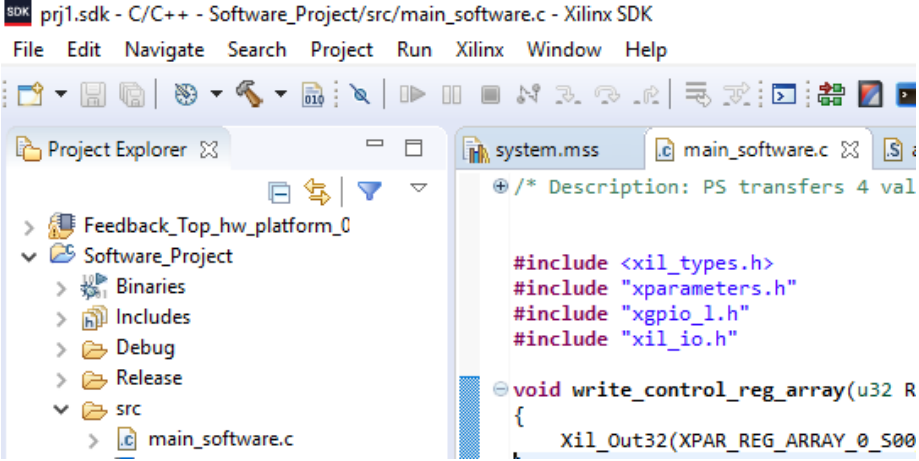 SDK prj1.sdk - C/C++ - Software_Project/src/main_software.c - Xilinx SDK
File Edit Navigate Search Project Run Xilinx Window Help
010
Project Explorer
system.mss
main_software.c
/* Description: PS transfers 4 val
Feedback_Top_hw_platform_0
Software_Project
Binaries
Includes
Debug
Release
src
main_software.c
#include <xil_types.h>
#include "xparameters.h"
#include "xgpio_l.h"
#include "xil_io.h"
void write_control_reg_array(u32 R
{
Xil_Out32(XPAR_REG_ARRAY_0_S00